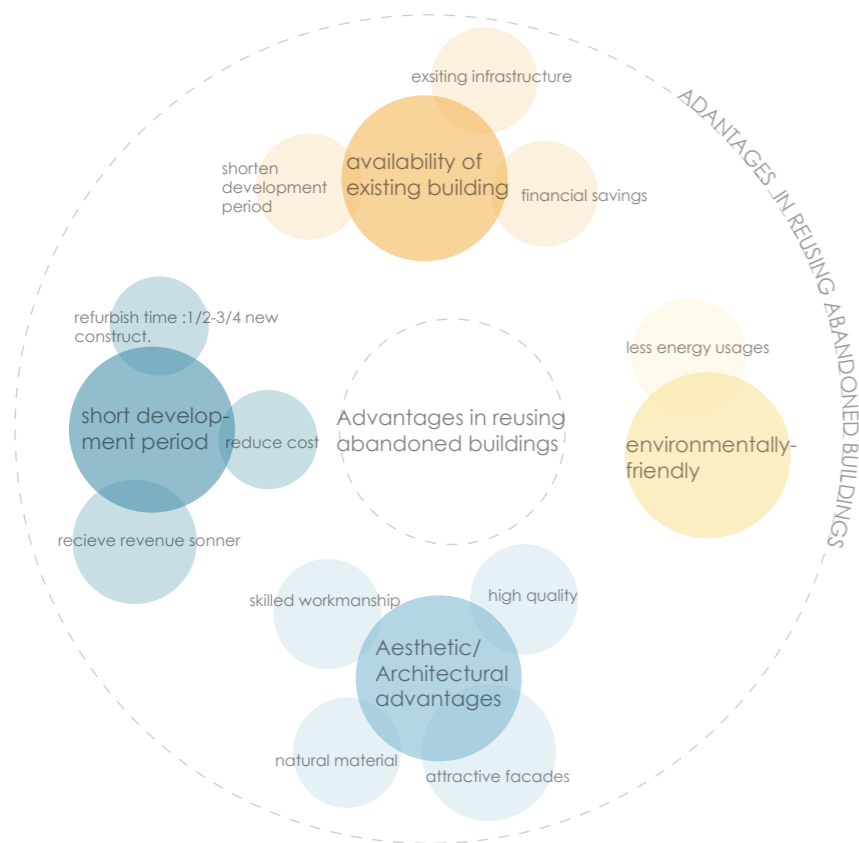 exsiting infrastructure
ADANTAGES IN REUSING ABANDONED BUILDINGS
availability of
existing building
shorten
development
period
financial savings
refurbish time :1/2-3/4 new
construct.
less energy usages
short develop-
ment period
reduce cost
Advantages in reusing
abandoned buildings
environmentally-
friendly
recieve revenue sonner
skilled workmanship
high quality
Aesthetic/
Architectural
advantages
natural material
attractive facades